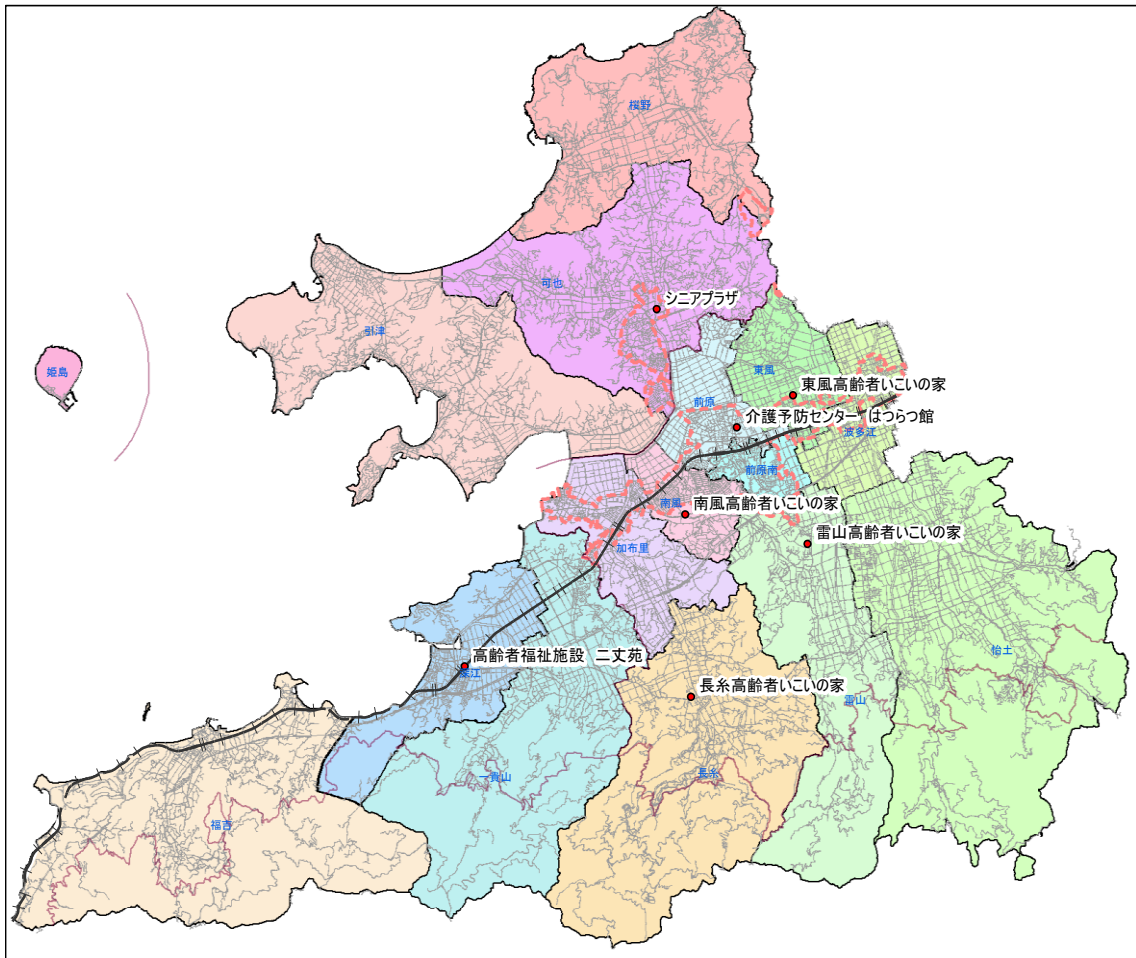 桜野
可也
シニアプラザ
引津
姫島
東風
東風高齢者いこいの家
前原
介護予防センター はつらつ館
波多江
前原南
南風
南風高齢者いこいの家
雷山高齢者いこいの家
加布里
高齢者福祉施設 二丈苑
深江
怡土
長糸高齢者いこいの家
雷山
一貴山
長糸
福吉